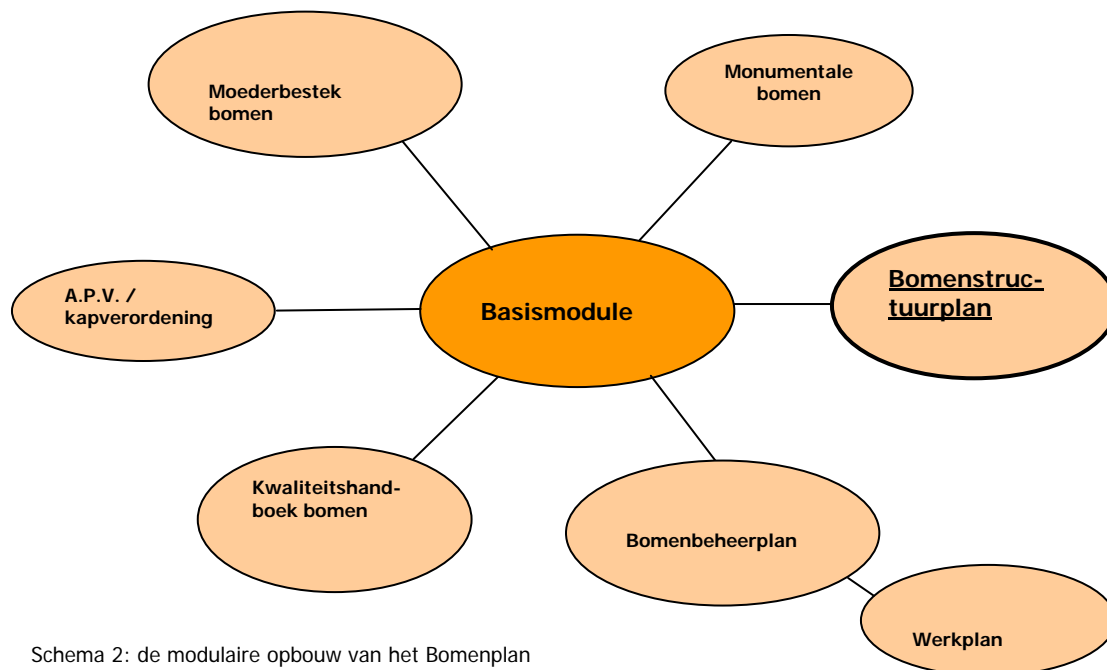 Moederbestek
bomen
Monumentale
bomen
A.P.V. /
kapverordening
Basismodule
Bomenstruc-
tuurplan
Kwaliteitshand-
boek bomen
Bomenbeheerplan
Werkplan
Schema 2: de modulaire opbouw van het Bomenplan